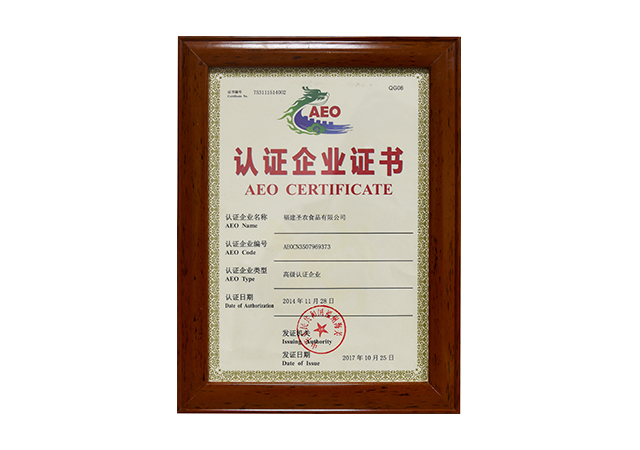 证书编号
Certificate No. 753111514002
QG06
AEO
认证企业证书
AEO CERTIFICATE
认证企业名称 福建圣农食品有限公司
AEO Name
认证企业编号 AEOCN3507969373
AEO Code
认证企业类型 高级认证企业
AEO Type
认证日期 2014年11月28日
Date of Authorization
发证机关
Issuing Authority
发证日期 2017年10月25日
Date of Issue